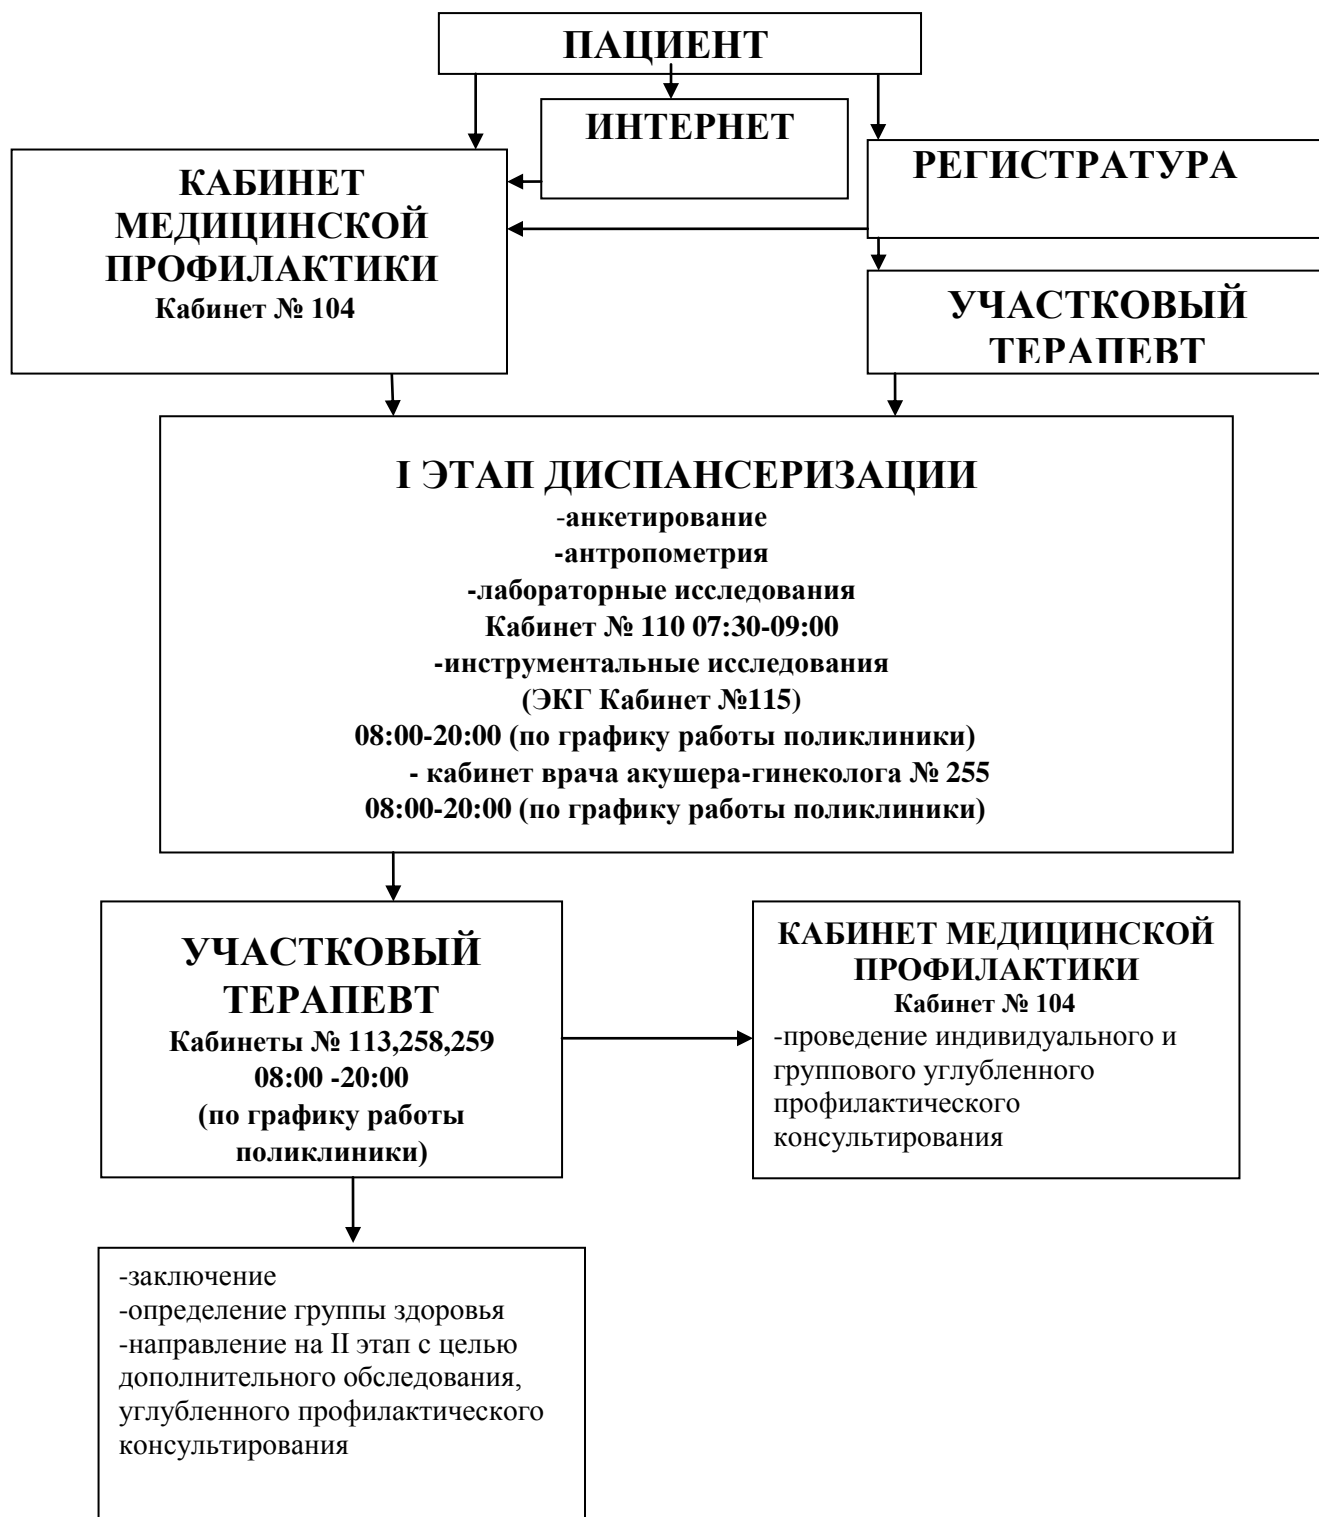 ПАЦИЕНТ
ИНТЕРНЕТ
РЕГИСТРАТУРА
КАБИНЕТ
МЕДИЦИНСКОЙ
ПРОФИЛАКТИКИ
Кабинет № 104
УЧАСТКОВЫЙ
ТЕРАПЕВТ
I ЭТАП ДИСПАНСЕРИЗАЦИИ
-анкетирование
-антропометрия
-лабораторные исследования
Кабинет № 110 07:30-09:00
-инструментальные исследования
(ЭКГ Кабинет №115)
08:00-20:00 (по графику работы поликлиники)
- кабинет врача акушера-гинеколога № 255
08:00-20:00 (по графику работы поликлиники)
УЧАСТКОВЫЙ
ТЕРАПЕВТ
Кабинеты № 113,258,259
08:00 -20:00
(по графику работы
поликлиники)
КАБИНЕТ МЕДИЦИНСКОЙ
ПРОФИЛАКТИКИ
Кабинет № 104
-проведение индивидуального и
группового углубленного
профилактического
консультирования
-заключение
-определение группы здоровья
-направление на II этап с целью
дополнительного обследования,
углубленного профилактического
консультирования